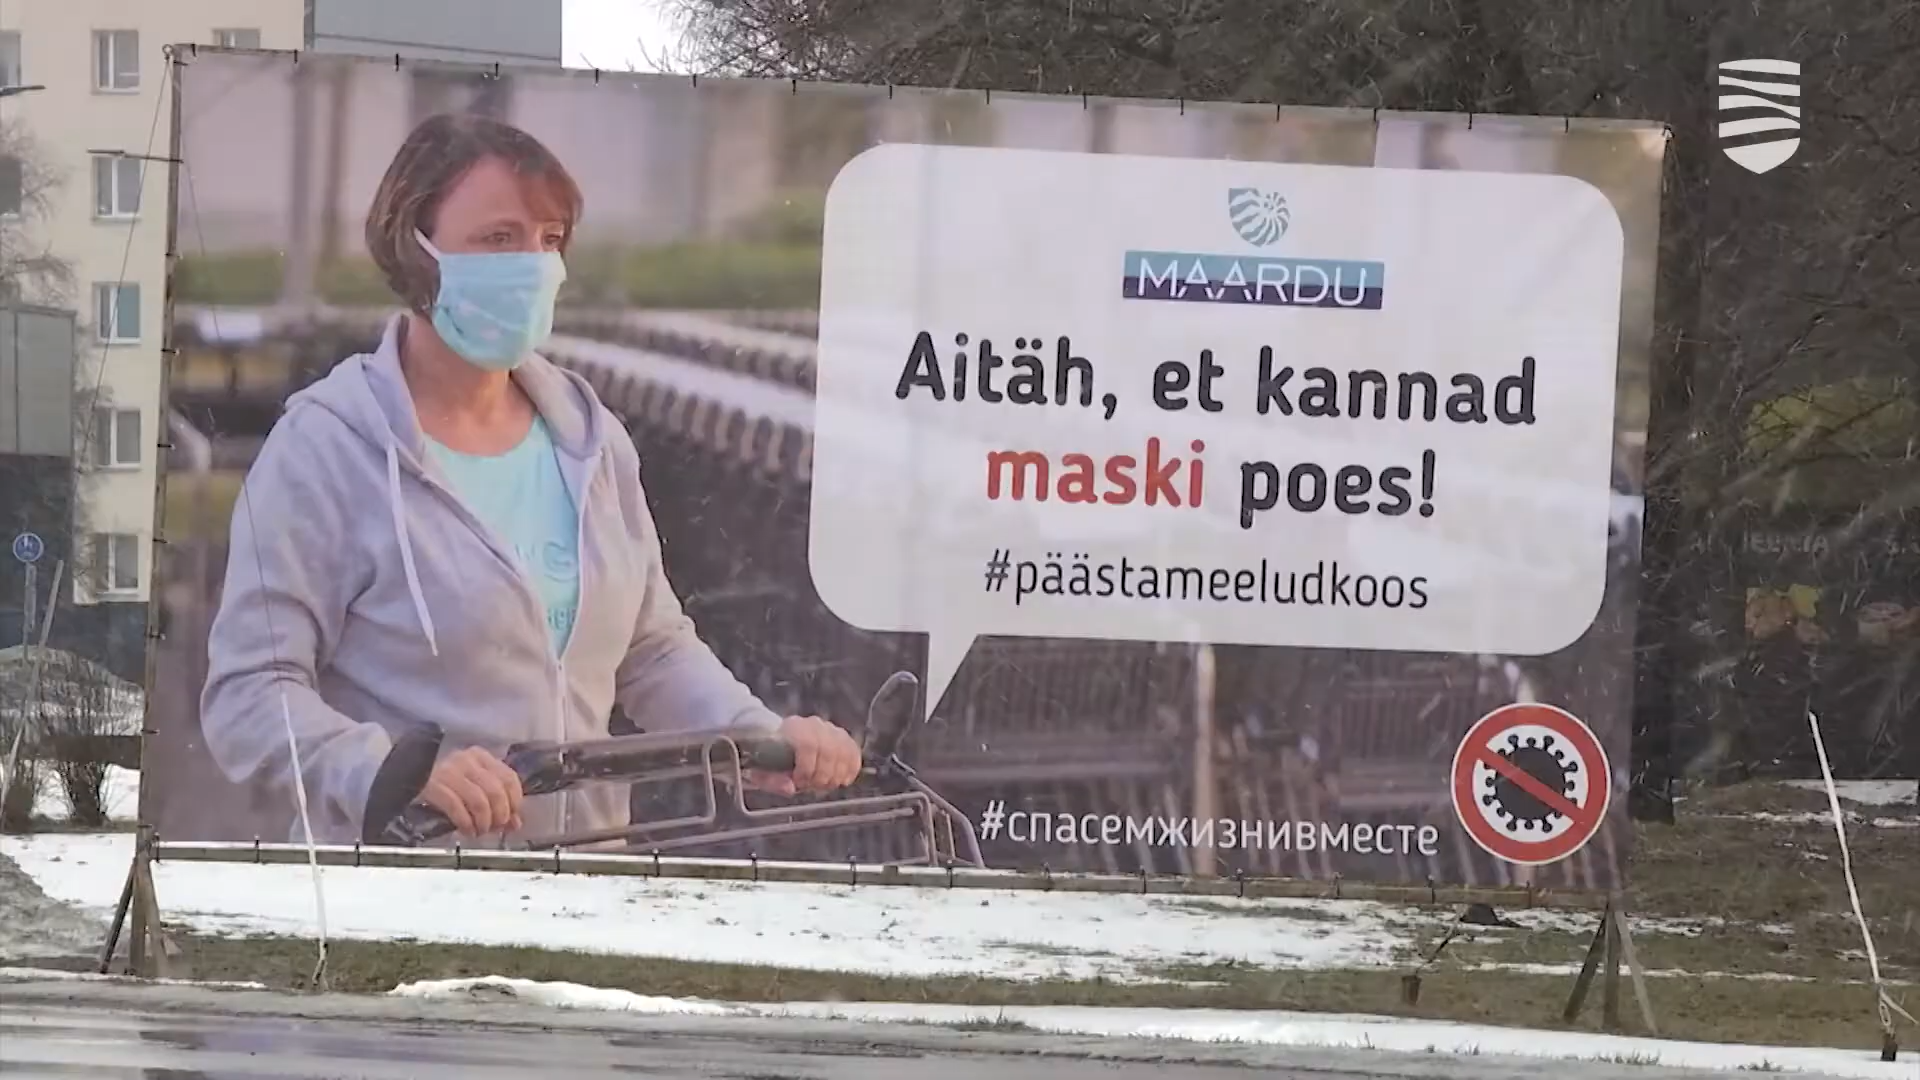 MAARDU
Aitäh, et kannad
maski poes!
#päästameeludkoos
#спасемжизнивместе